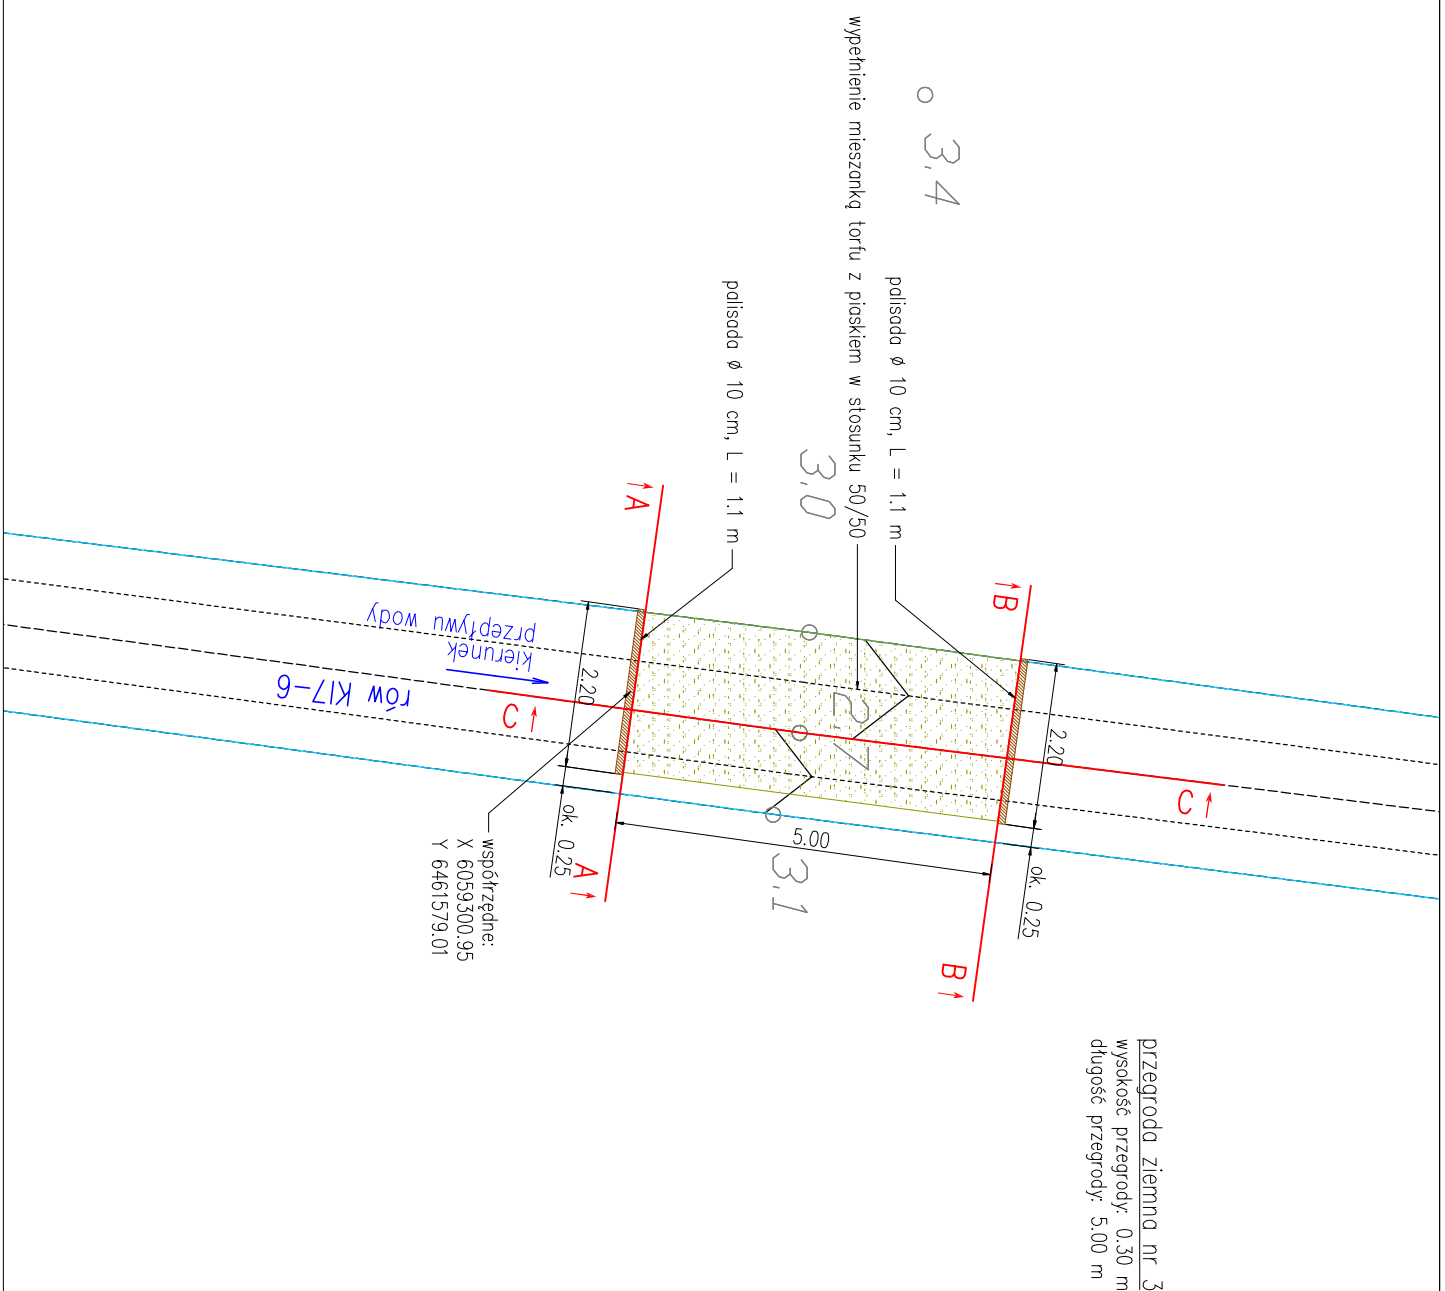 przegroda ziemna nr 3
wysokość przegrody: 0.30 m
długość przegrody: 5.00 m
3.4
wypełnienie mieszanką torfu z piaskiem w stosunku 50/50
palisada ø 10 cm, L = 1.1 m
palisada ø 10 cm, L = 1.1 m
3.0
2.7
3.1
A
A
B
B
C
C
2.20
2.20
ok. 0.25
ok. 0.25
5.00
kierunek
przepływu wody
rów KI7-6
współrzędne:
X 6059300.95
Y 6461579.01